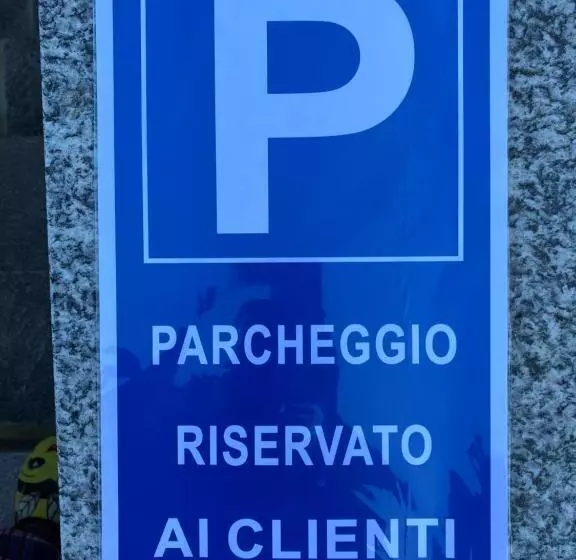 P
PARCHEGGIO
RISERVATO
AI CLIENTI